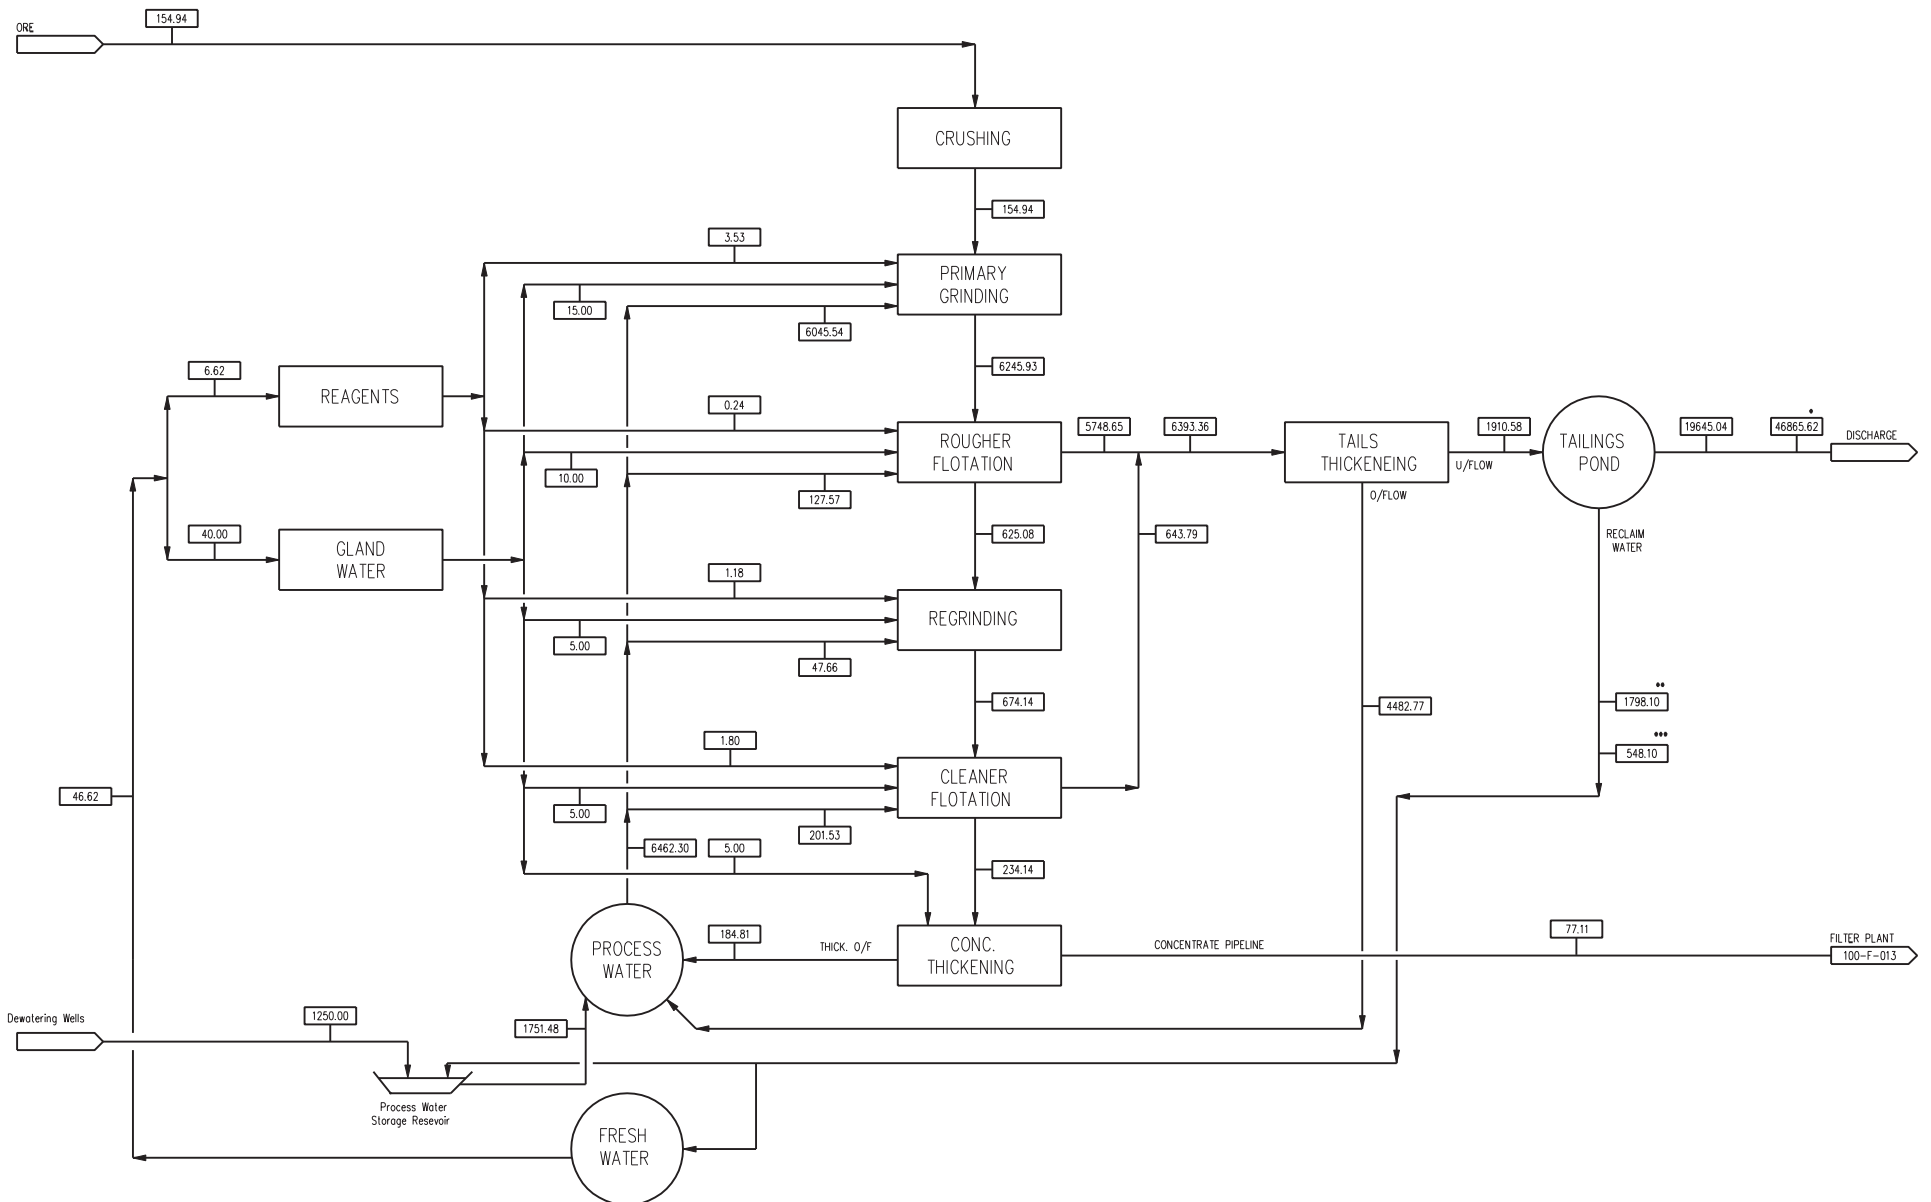 154.94
ORE
CRUSHING
154.94
3.53
PRIMARY
GRINDING
15.00
6045.54
6245.93
6.62
REAGENTS
0.24
ROUGHER
FLOTATION
10.00
127.57
5748.65
6393.36
TAILS
THICKENEING
1910.58
U/FLOW
O/FLOW
TAILINGS
POND
19645.04
•
46865.62
DISCHARGE
40.00
GLAND
WATER
625.08
643.79
RECLAIM
WATER
1.18
REGRINDING
5.00
47.66
674.14
4482.77
••
1798.10
•••
548.10
1.80
CLEANER
FLOTATION
5.00
201.53
46.62
6462.30
5.00
234.14
PROCESS
WATER
184.81
THICK. O/F
CONC.
THICKENING
CONCENTRATE PIPELINE
77.11
FILTER PLANT
100-F-013
Dewatering Wells
1250.00
1751.48
Process Water
Storage Resevoir
FRESH
WATER